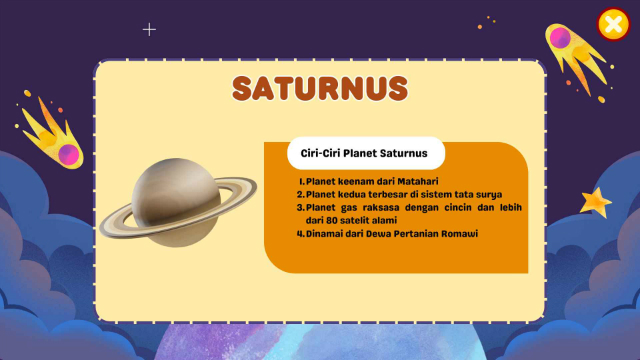 SATURNUS
Ciri-Ciri Planet Saturnus
1. Planet keenam dari Matahari
2. Planet kedua terbesar di sistem tata surya
3. Planet gas raksasa dengan cincin dan lebih
dari 80 satelit alami
4. Dinamai dari Dewa Pertanian Romawi